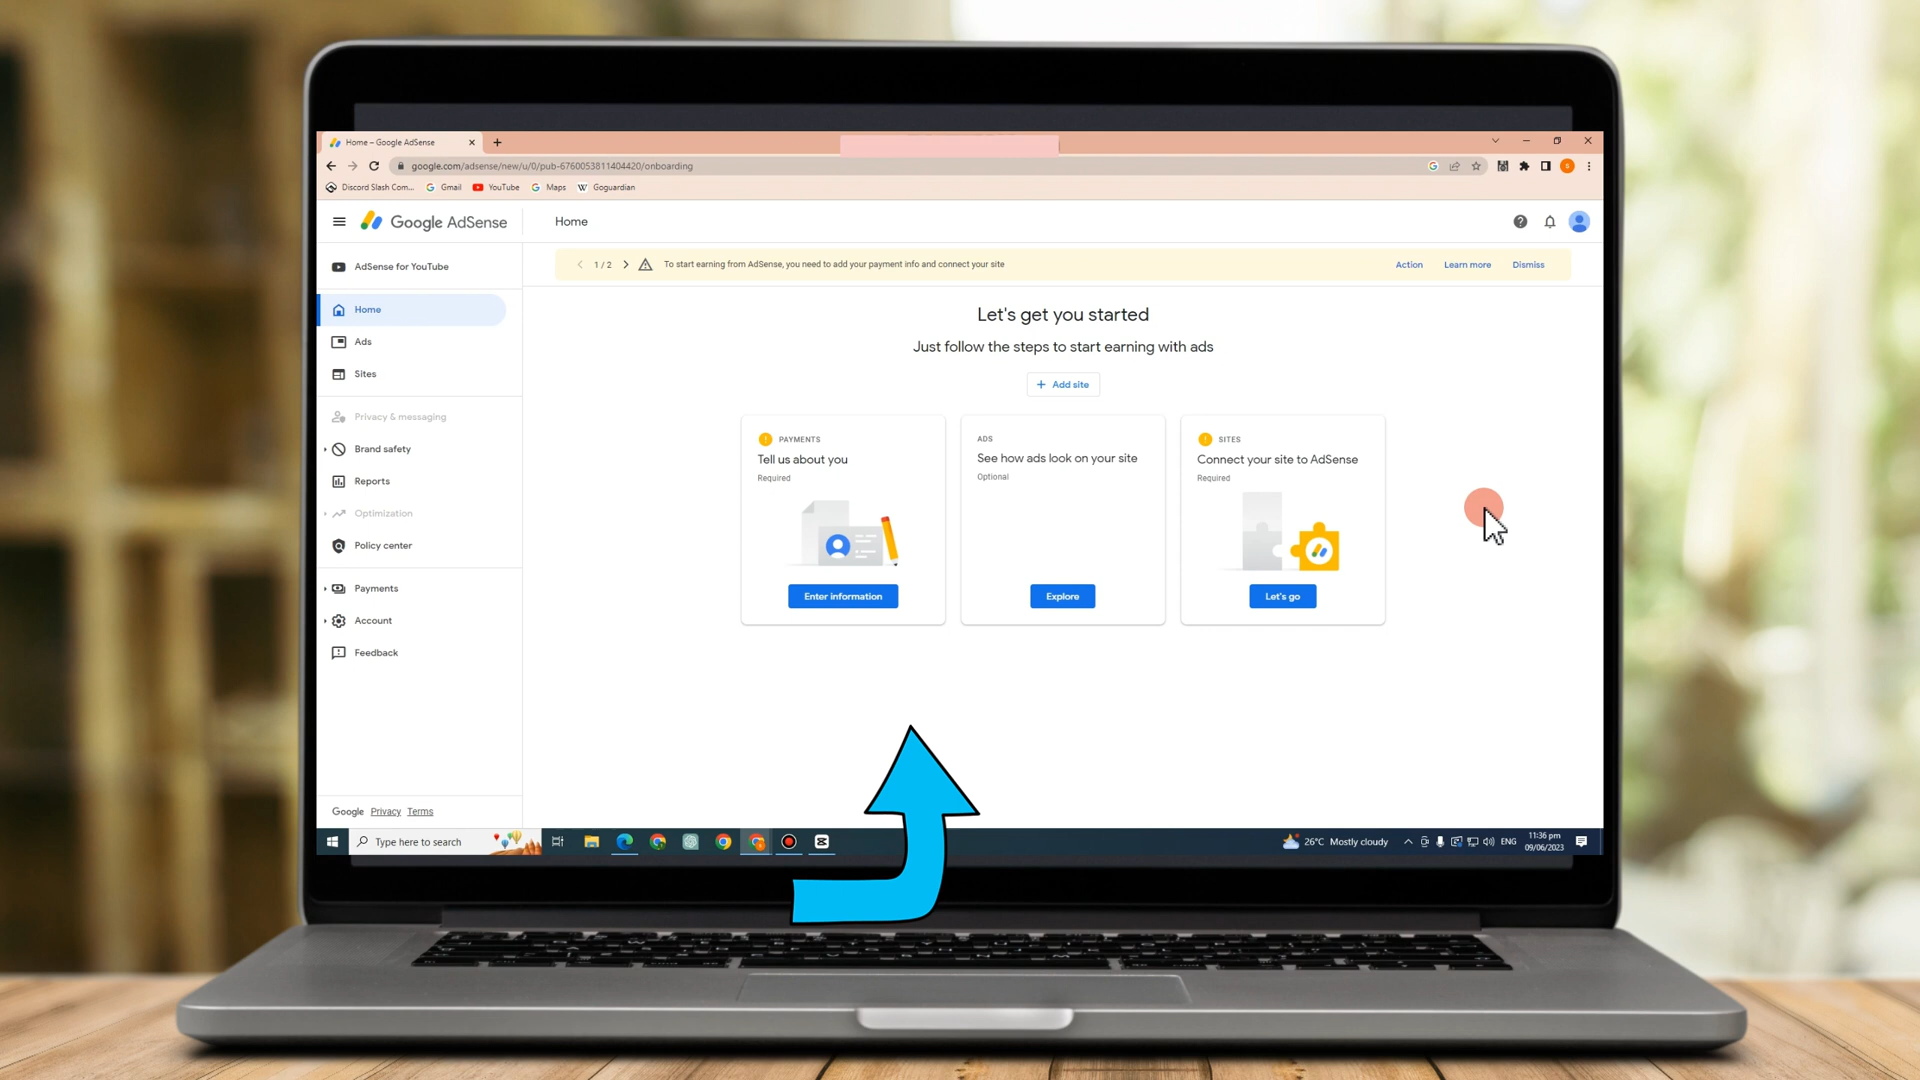 Home – Google AdSense
google.com/adsense/new/u/0/pub-6760053811404420/onboarding
Discord Slash Com... Gmail YouTube Maps Goguardian
Google AdSense
Home
AdSense for YouTube
1 / 2 To start earning from AdSense, you need to add your payment info and connect your site Action Learn more Dismiss
Home
Ads
Sites
Privacy & messaging
Brand safety
Reports
Optimization
Policy center
Payments
Account
Feedback
Google Privacy Terms
Let's get you started
Just follow the steps to start earning with ads
+ Add site
PAYMENTS
Tell us about you
Required
Enter information
ADS
See how ads look on your site
Optional
Explore
SITES
Connect your site to AdSense
Required
Let's go
Type here to search
26°C Mostly cloudy
ENG
11:36 pm
09/06/2023